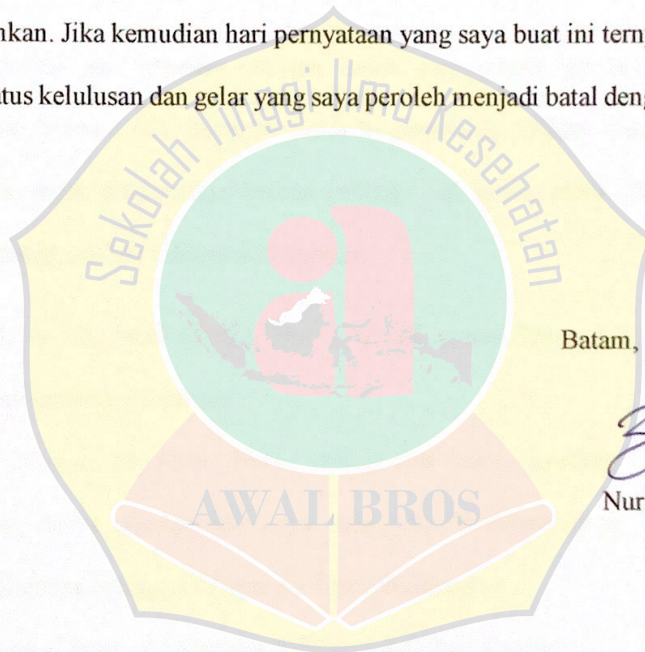 nkan. Jika kemudian hari pernyataan yang saya buat ini tern
atus kelulusan dan gelar yang saya peroleh menjadi batal deng
Sekolah Tinggi Ilmu Kesehatan
Batam,
AWAL BROS
Nur